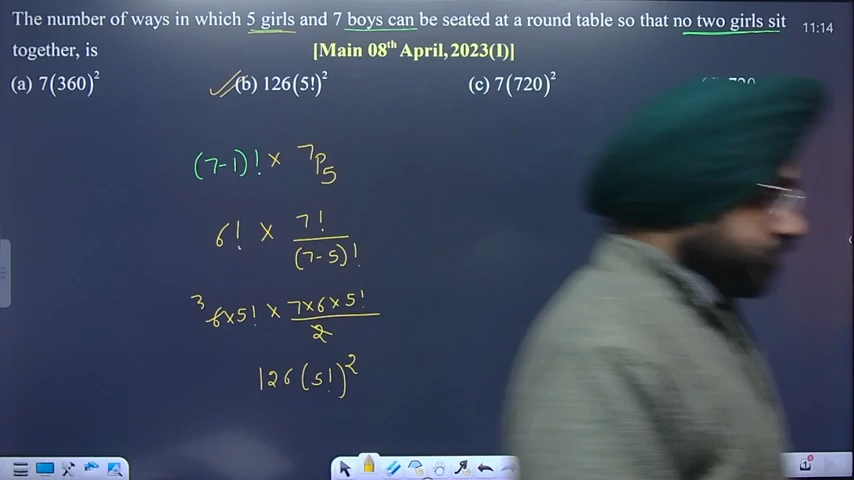 The number of ways in which 5 girls and 7 boys can be seated at a round table so that no two girls sit
together, is [Main 08th April, 2023(I)]
11:14
(a) 7(360)² (b) 126(5!)² (c) 7(720)² 720
(7-1)! × ⁷P₅
6! × 7!/(7-5)!
3 6×5! × 7×6×5!/2
126(5!)²